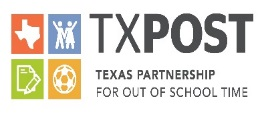 TXPOST
TEXAS PARTNERSHIP
FOR OUT OF SCHOOL TIME